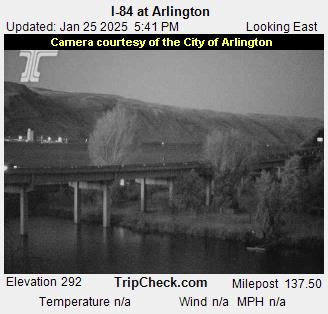 I-84 at Arlington
Updated: Jan 25 2025 5:41 PM Looking East
Camera courtesy of the City of Arlington
Elevation 292 TripCheck.com Milepost 137.50
Temperature n/a Wind n/a MPH n/a